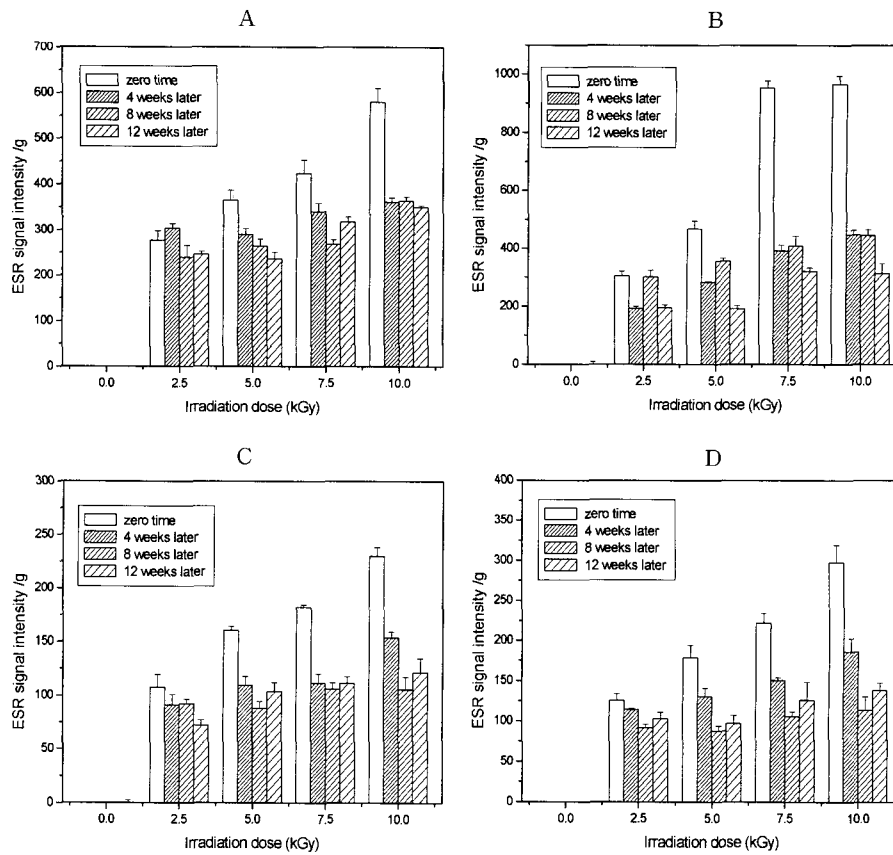 A
ESR signal intensity /g
700
600
500
400
300
200
100
0
zero time
4 weeks later
8 weeks later
12 weeks later
0.0 2.5 5.0 7.5 10.0
Irradiation dose (kGy)
B
ESR signal intensity /g
1000
800
600
400
200
0
zero time
4 weeks later
8 weeks later
12 weeks later
0.0 2.5 5.0 7.5 10.0
Irradiation dose (kGy)
C
ESR signal intensity /g
300
250
200
150
100
50
0
zero time
4 weeks later
8 weeks later
12 weeks later
0.0 2.5 5.0 7.5 10.0
Irradiation dose (kGy)
D
ESR signal intensity /g
400
350
300
250
200
150
100
50
0
zero time
4 weeks later
8 weeks later
12 weeks later
0.0 2.5 5.0 7.5 10.0
Irradiation dose (kGy)